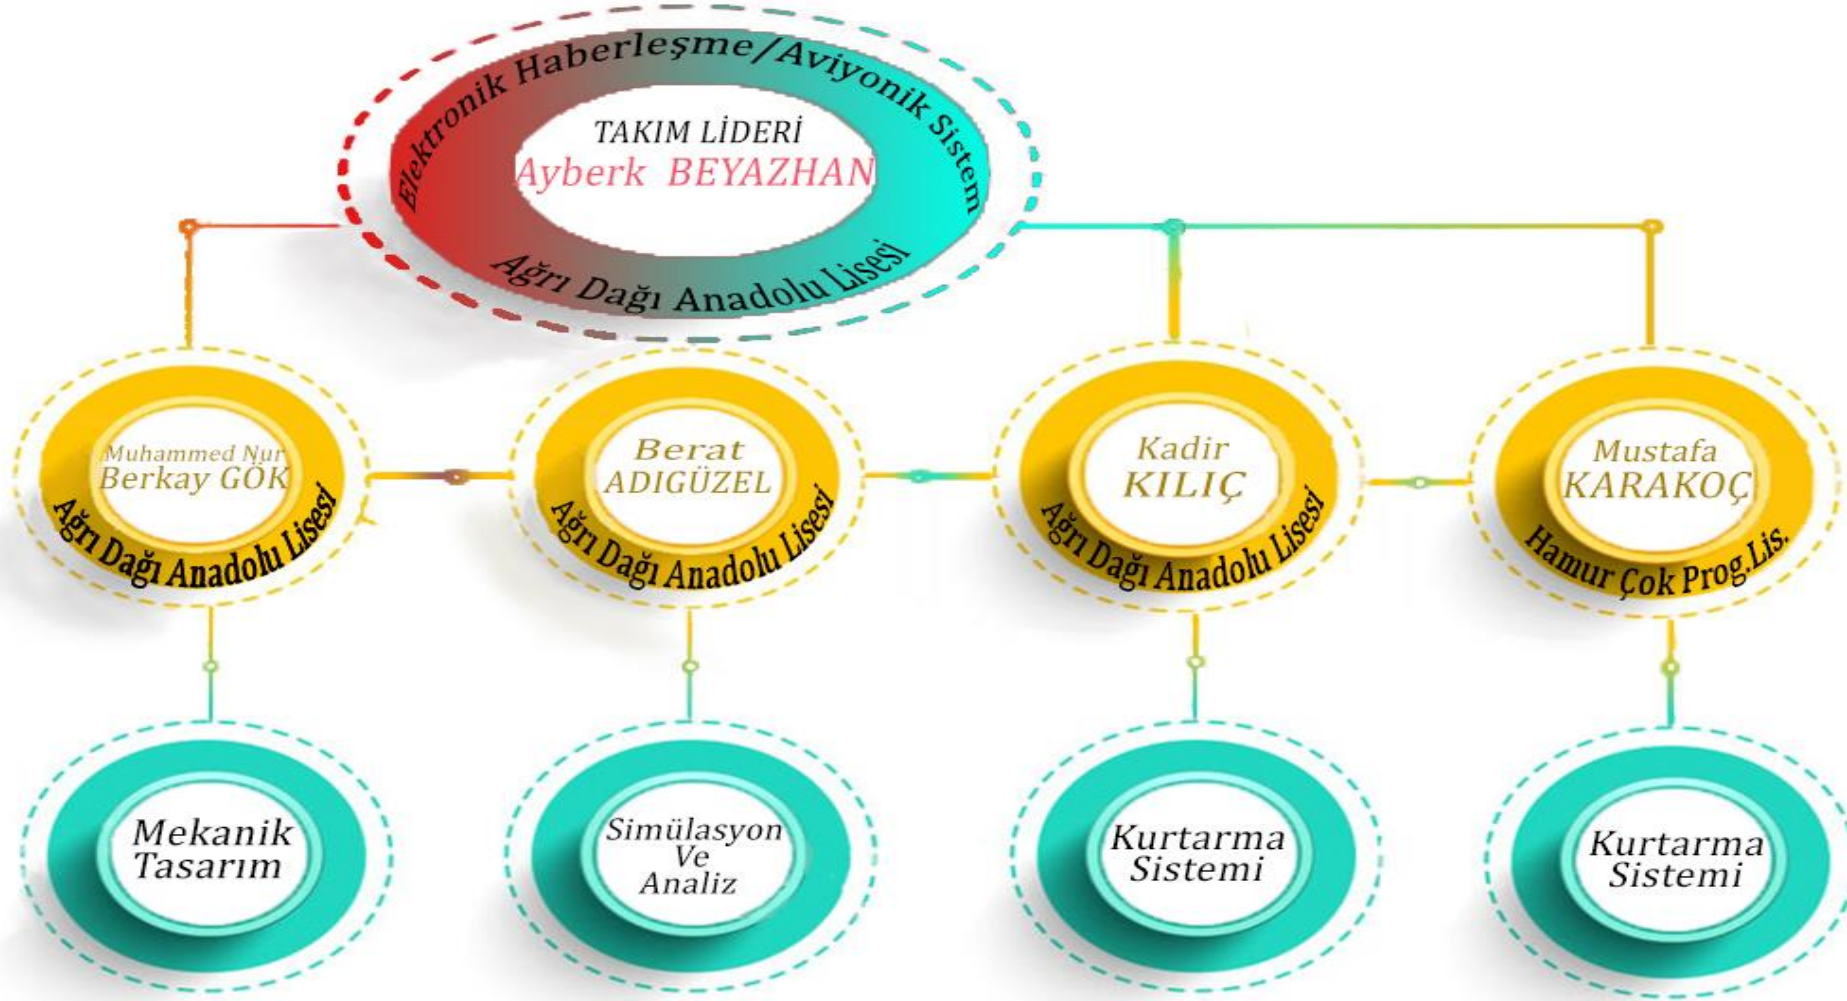 Elektronik Haberleşme/Aviyonik Sistem
TAKIM LİDERİ
Ayberk BEYAZHAN
Ağrı Dağı Anadolu Lisesi
Muhammed Nur
Berkay GÖK
Ağrı Dağı Anadolu Lisesi
Berat
ADIGÜZEL
Ağrı Dağı Anadolu Lisesi
Kadir
KILIÇ
Ağrı Dağı Anadolu Lisesi
Mustafa
KARAKOÇ
Hamur Çok Prog.Lis.
Mekanik
Tasarım
Simülasyon
Ve
Analiz
Kurtarma
Sistemi
Kurtarma
Sistemi